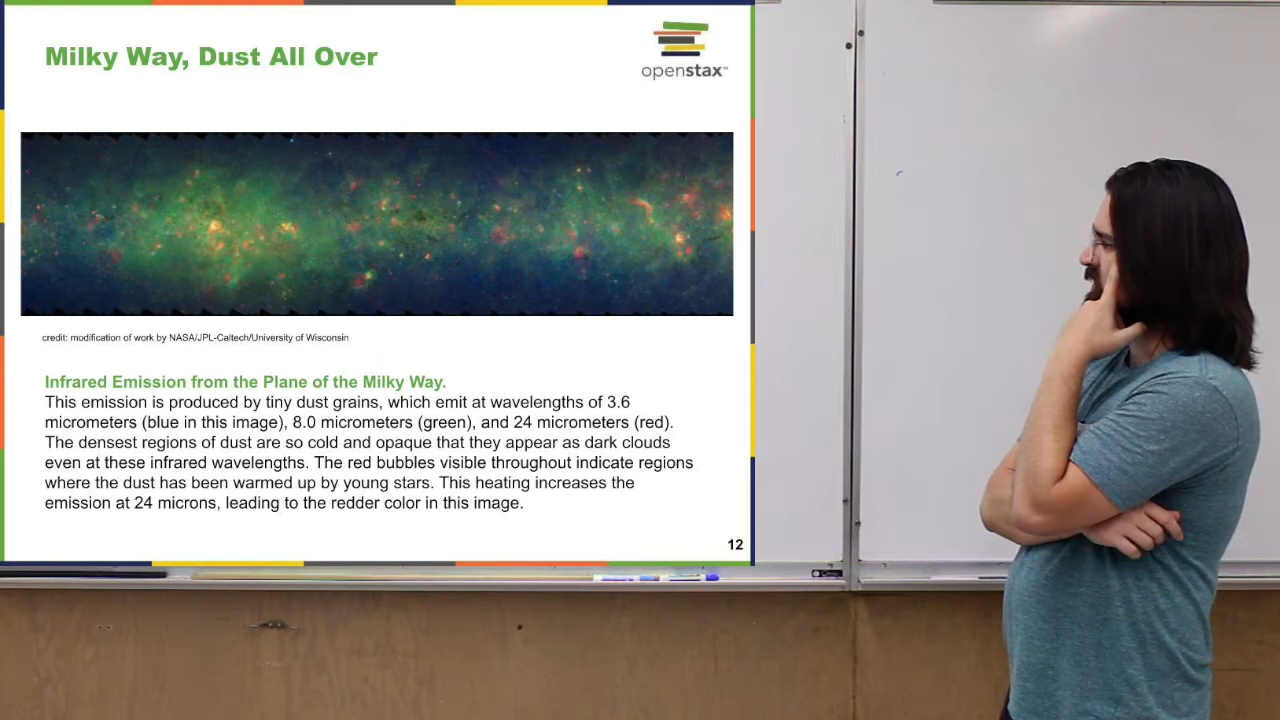 Milky Way, Dust All Over
openstax™
credit: modification of work by NASA/JPL-Caltech/University of Wisconsin
Infrared Emission from the Plane of the Milky Way.
This emission is produced by tiny dust grains, which emit at wavelengths of 3.6
micrometers (blue in this image), 8.0 micrometers (green), and 24 micrometers (red).
The densest regions of dust are so cold and opaque that they appear as dark clouds
even at these infrared wavelengths. The red bubbles visible throughout indicate regions
where the dust has been warmed up by young stars. This heating increases the
emission at 24 microns, leading to the redder color in this image.
12